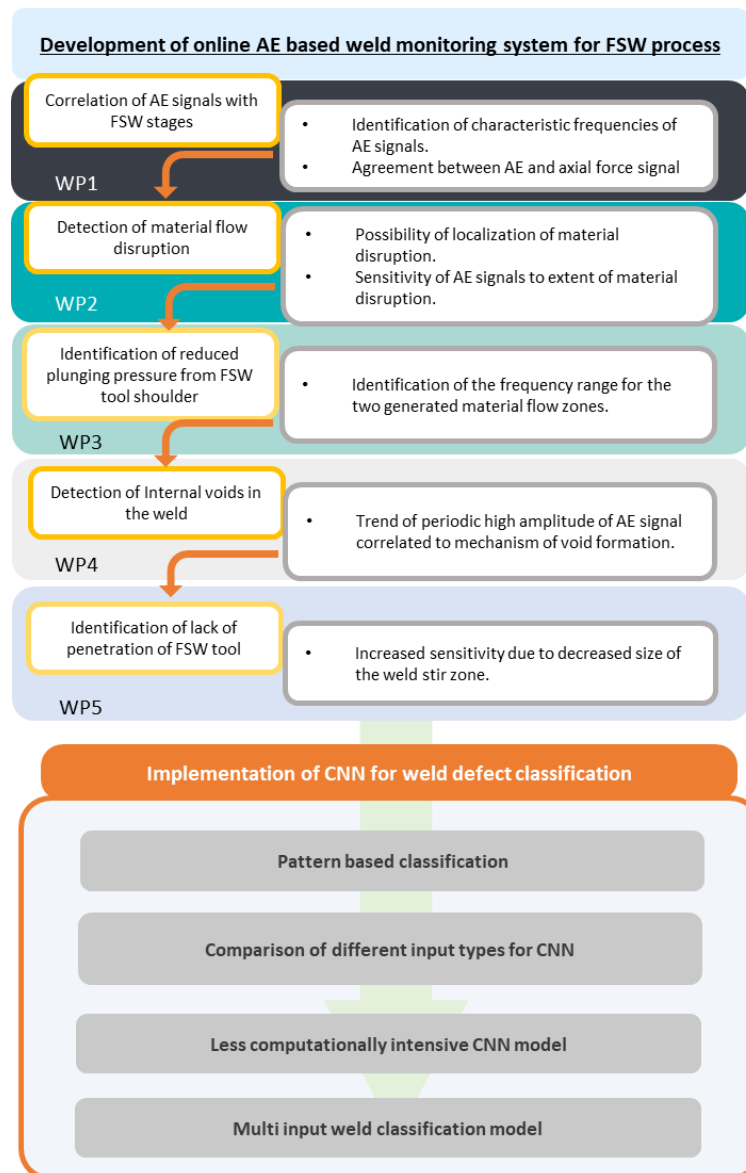 Development of online AE based weld monitoring system for FSW process
Correlation of AE signals with
FSW stages
• Identification of characteristic frequencies of
AE signals.
• Agreement between AE and axial force signal
WP1
Detection of material flow
disruption
• Possibility of localization of material
disruption.
• Sensitivity of AE signals to extent of material
disruption.
WP2
Identification of reduced
plunging pressure from FSW
tool shoulder
• Identification of the frequency range for the
two generated material flow zones.
WP3
Detection of Internal voids in
the weld
• Trend of periodic high amplitude of AE signal
correlated to mechanism of void formation.
WP4
Identification of lack of
penetration of FSW tool
• Increased sensitivity due to decreased size of
the weld stir zone.
WP5
Implementation of CNN for weld defect classification
Pattern based classification
Comparison of different input types for CNN
Less computationally intensive CNN model
Multi input weld classification model